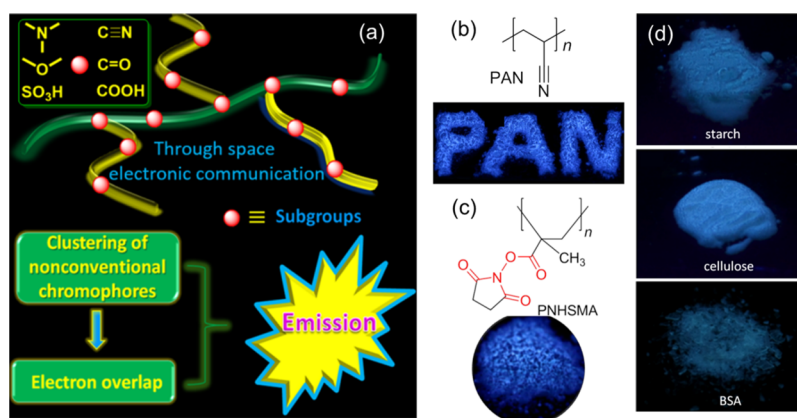 (a)
N
C≡N
O
C=O
SO₃H
COOH
Through space
electronic communication
≡ Subgroups
Clustering of
nonconventional
chromophores
Electron overlap
Emission
(b)
n
PAN
N
PAN
(c)
n
O
CH₃
O
N
O
O
PNHSMA
(d)
starch
cellulose
BSA